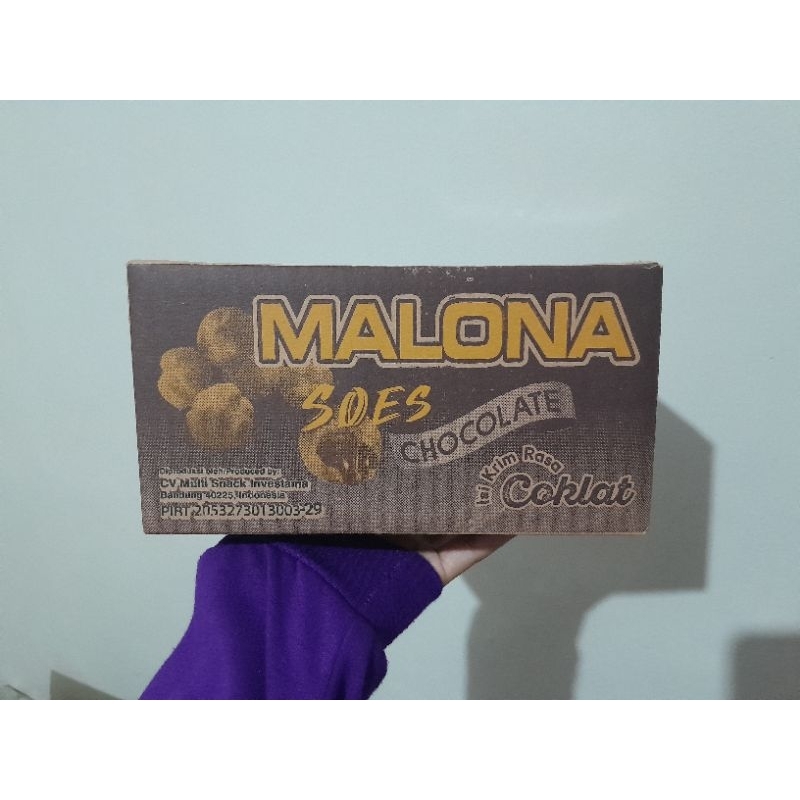 MALONA
SOES
CHOCOLATE
Isi Krim Rasa
Coklat
Diproduksi oleh/Produced by:
CV Multi Snack Investama
Bandung 40225, Indonesia
PIRT 2053273013003-29